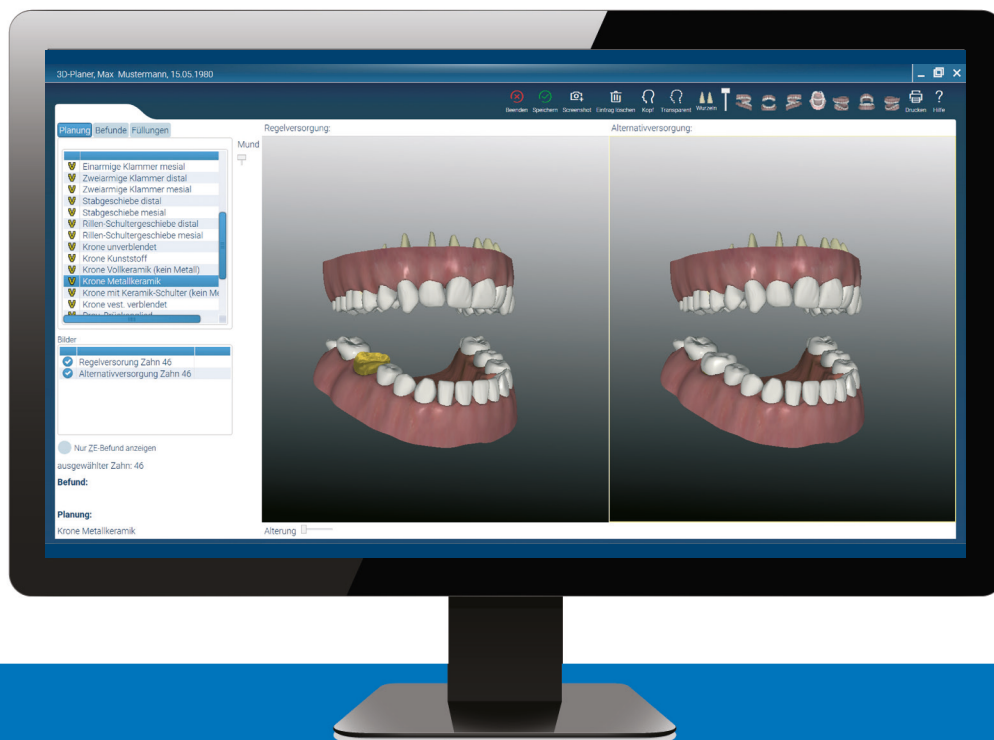 3D-Planer, Max Mustermann, 15.05.1980
Beenden Speichern Screenshot Eintrag löschen Kopf Transparent Wurzeln Drucken Hilfe
Planung Befunde Füllungen
Mund
Regelversorgung:
Alternativversorgung:
Einarmige Klammer mesial
Zweiarmige Klammer distal
Zweiarmige Klammer mesial
Stabgeschiebe distal
Stabgeschiebe mesial
Rillen-Schultergeschiebe distal
Rillen-Schultergeschiebe mesial
Krone unverblendet
Krone Kunststoff
Krone Vollkeramik (kein Metall)
Krone Metallkeramik
Krone mit Keramik-Schulter (kein Me
Krone vest. verblendet
Bilder
Regelversorung Zahn 46
Alternativversorgung Zahn 46
Nur ZE-Befund anzeigen
ausgewählter Zahn: 46
Befund:
Planung:
Krone Metallkeramik
Alterung